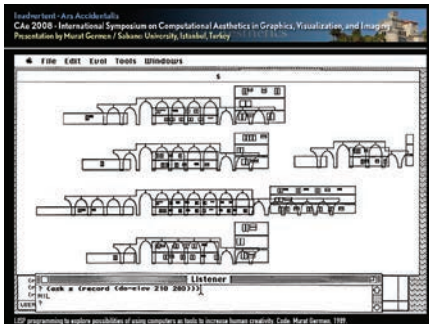 Inadvertent - Ars Accidentalis
CAe 2008 - International Symposium on Computational Aesthetics in Graphics, Visualization, and Imaging
Presentation by Murat Germen / Sabancı University, Istanbul, Turkey
File Edit Eval Tools Windows
Listener
? (ask x (record (do-elev 210 280)))
NIL
?
LISP programming to explore possibilities of using computers as tools to increase human creativity. Code: Murat Germen, 1989.